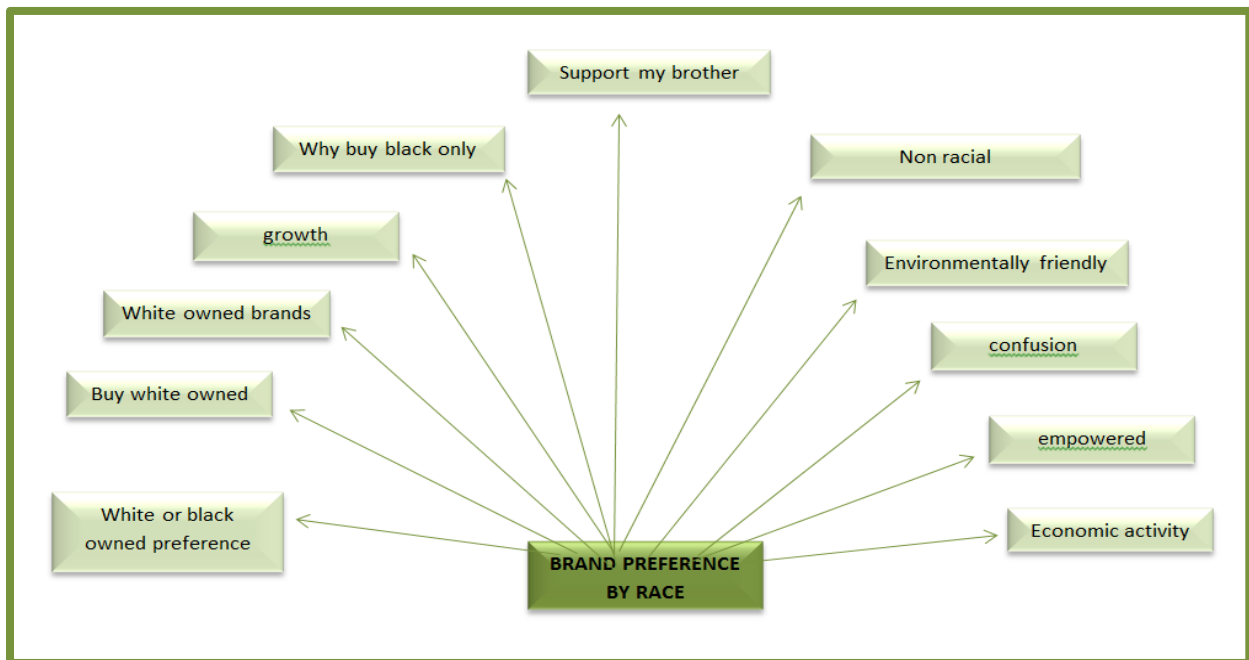 Support my brother
Why buy black only
Non racial
growth
Environmentally friendly
White owned brands
confusion
Buy white owned
empowered
White or black
owned preference
Economic activity
BRAND PREFERENCE
BY RACE